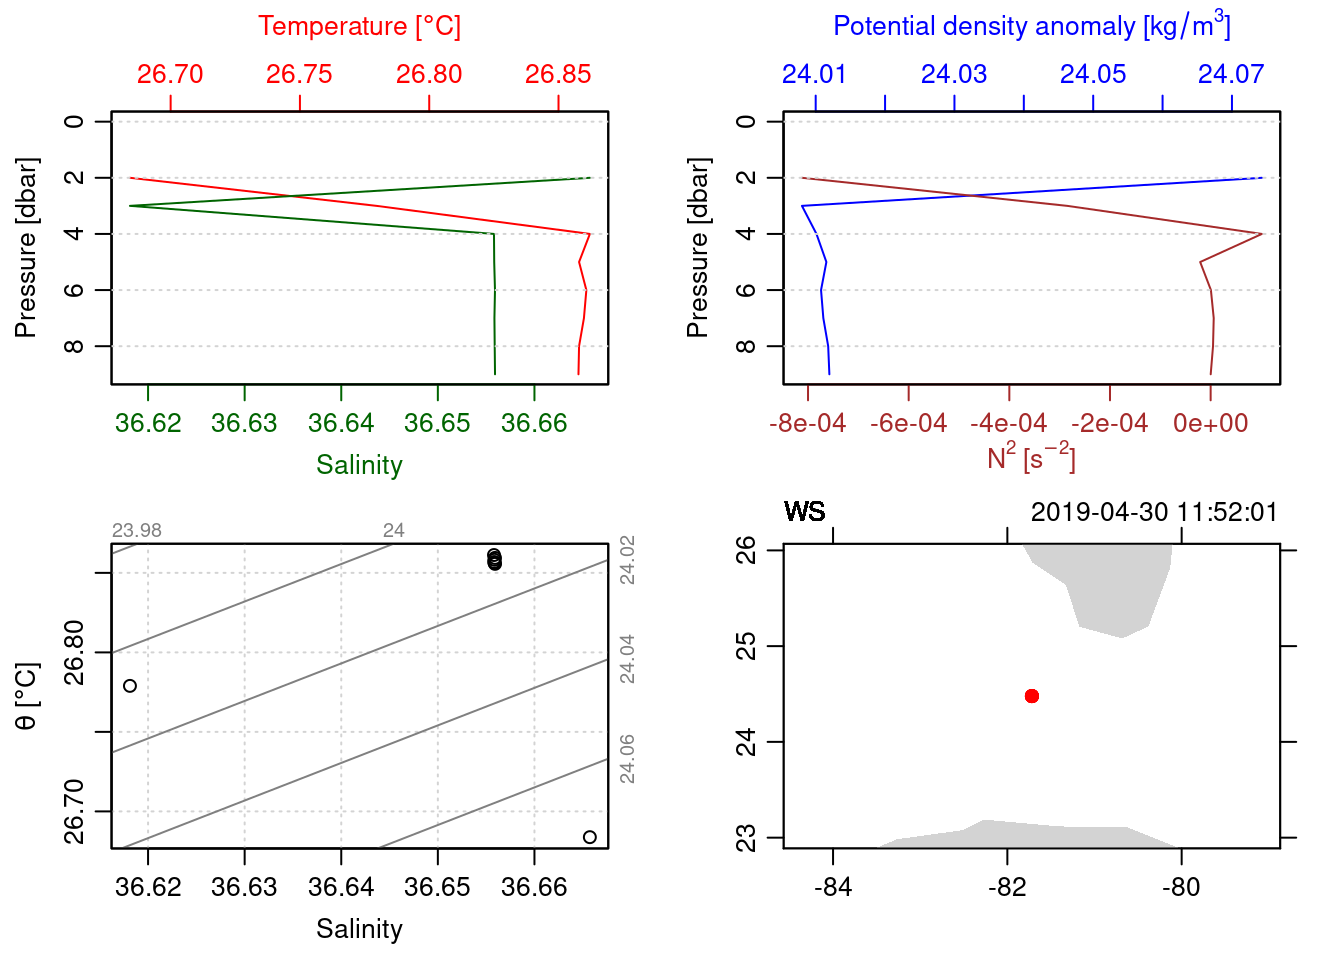 Temperature [°C]
26.70 26.75 26.80 26.85
0
2
4
6
8
Pressure [dbar]
36.62 36.63 36.64 36.65 36.66
Salinity
Potential density anomaly [kg/m³]
24.01 24.03 24.05 24.07
0
2
4
6
8
Pressure [dbar]
-8e-04 -6e-04 -4e-04 -2e-04 0e+00
N² [s⁻²]
23.98 24
24.02
24.04
24.06
26.80
26.70
θ [°C]
36.62 36.63 36.64 36.65 36.66
Salinity
WS 2019-04-30 11:52:01
26
25
24
23
-84 -82 -80